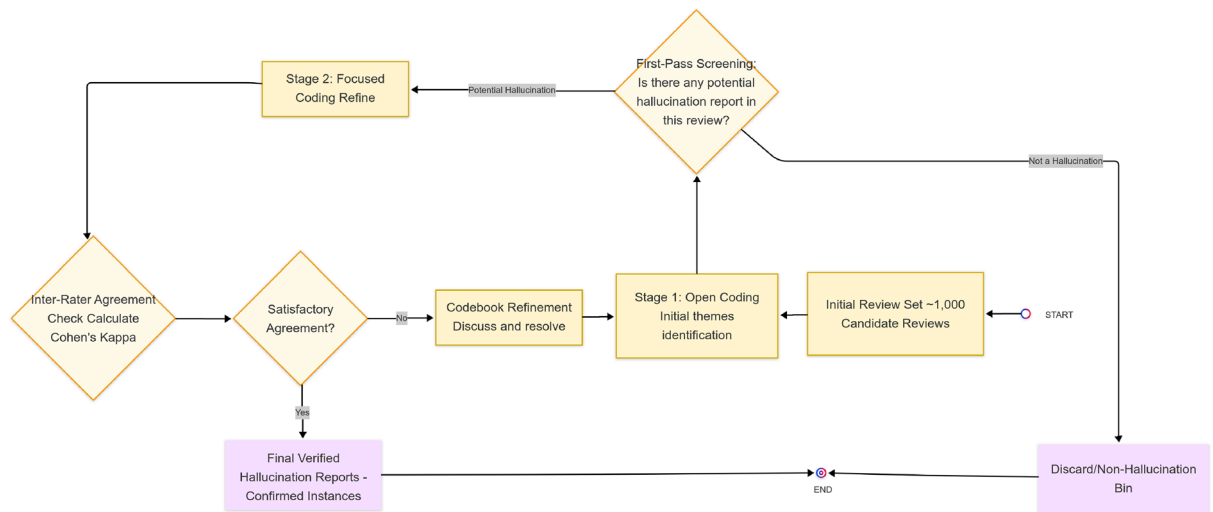 First-Pass Screening:
Is there any potential
hallucination report in
this review?
Stage 2: Focused
Coding Refine
Potential Hallucination
Not a Hallucination
Inter-Rater Agreement
Check Calculate
Cohen's Kappa
Satisfactory
Agreement?
No
Codebook Refinement
Discuss and resolve
Stage 1: Open Coding
Initial themes
identification
Initial Review Set ~1,000
Candidate Reviews
START
Yes
Final Verified
Hallucination Reports -
Confirmed Instances
END
Discard/Non-Hallucination
Bin